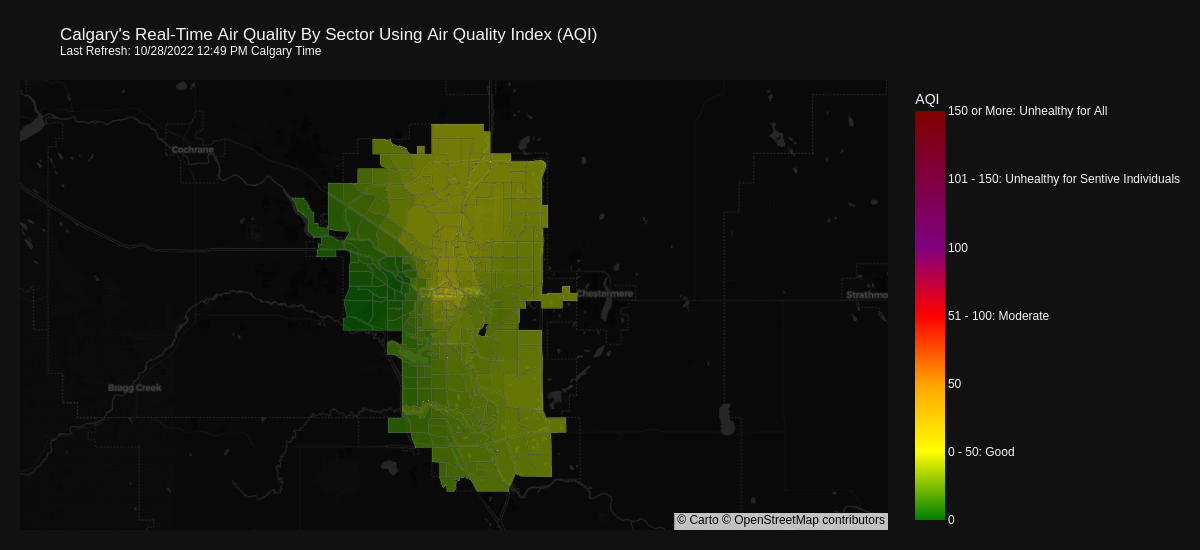 Calgary's Real-Time Air Quality By Sector Using Air Quality Index (AQI)
Last Refresh: 10/28/2022 12:49 PM Calgary Time
AQI
150 or More: Unhealthy for All
Cochrane
101 - 150: Unhealthy for Sentive Individuals
100
CALGARY
Chestermere
Strathmo
51 - 100: Moderate
50
Bragg Creek
0 - 50: Good
0
© Carto © OpenStreetMap contributors